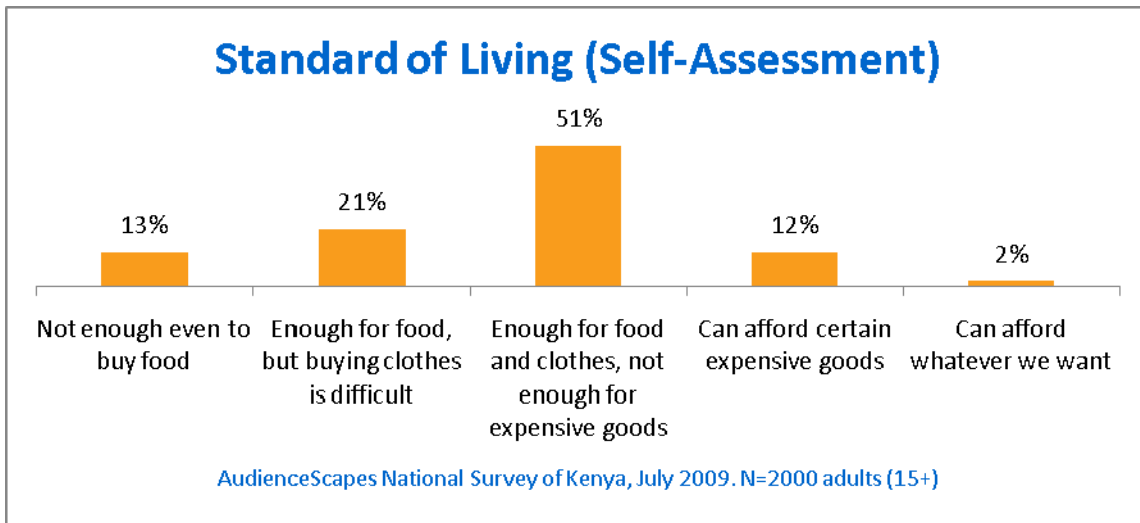 Standard of Living (Self-Assessment)
51%
21%
13%
12%
2%
Not enough even to
buy food
Enough for food,
but buying clothes
is difficult
Enough for food
and clothes, not
enough for
expensive goods
Can afford certain
expensive goods
Can afford
whatever we want
AudienceScapes National Survey of Kenya, July 2009. N=2000 adults (15+)